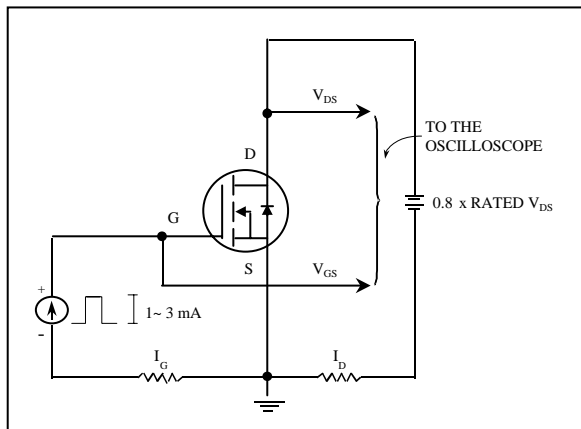 V_DS
TO THE
OSCILLOSCOPE
D
0.8 x RATED V_DS
G
S
V_GS
+
1~ 3 mA
-
I_G
I_D